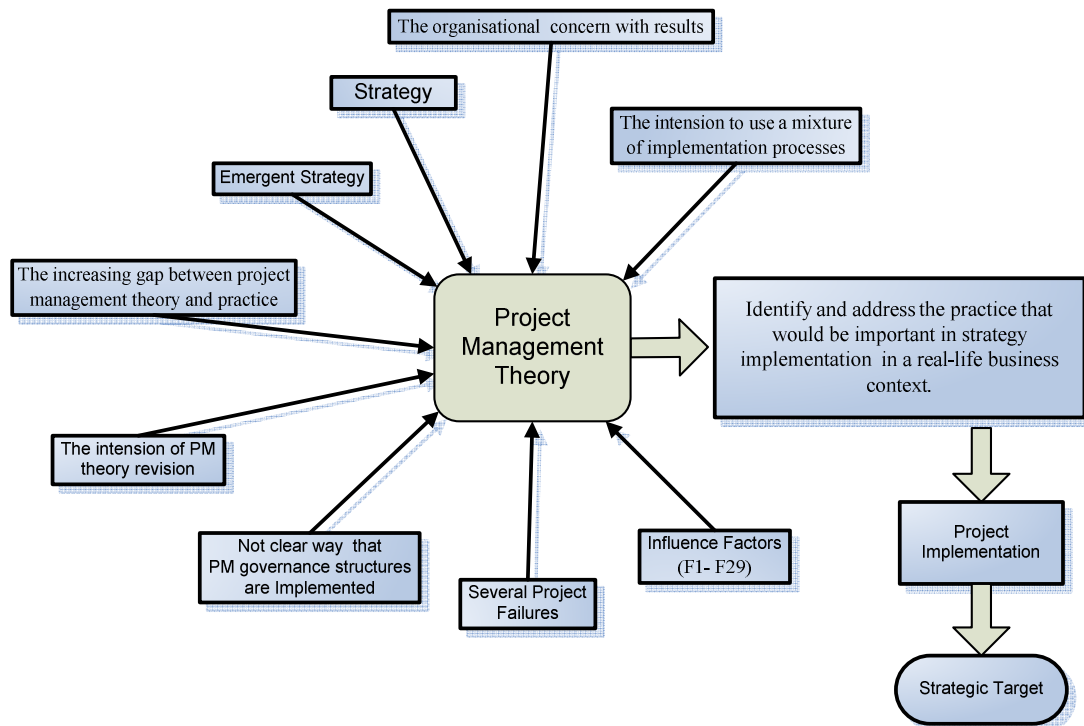 The organisational concern with results
Strategy
The intension to use a mixture
of implementation processes
Emergent Strategy
The increasing gap between project
management theory and practice
Project
Management
Theory
Identify and address the practice that
would be important in strategy
implementation in a real-life business
context.
The intension of PM
theory revision
Not clear way that
PM governance structures
are Implemented
Several Project
Failures
Influence Factors
(F1- F29)
Project
Implementation
Strategic Target